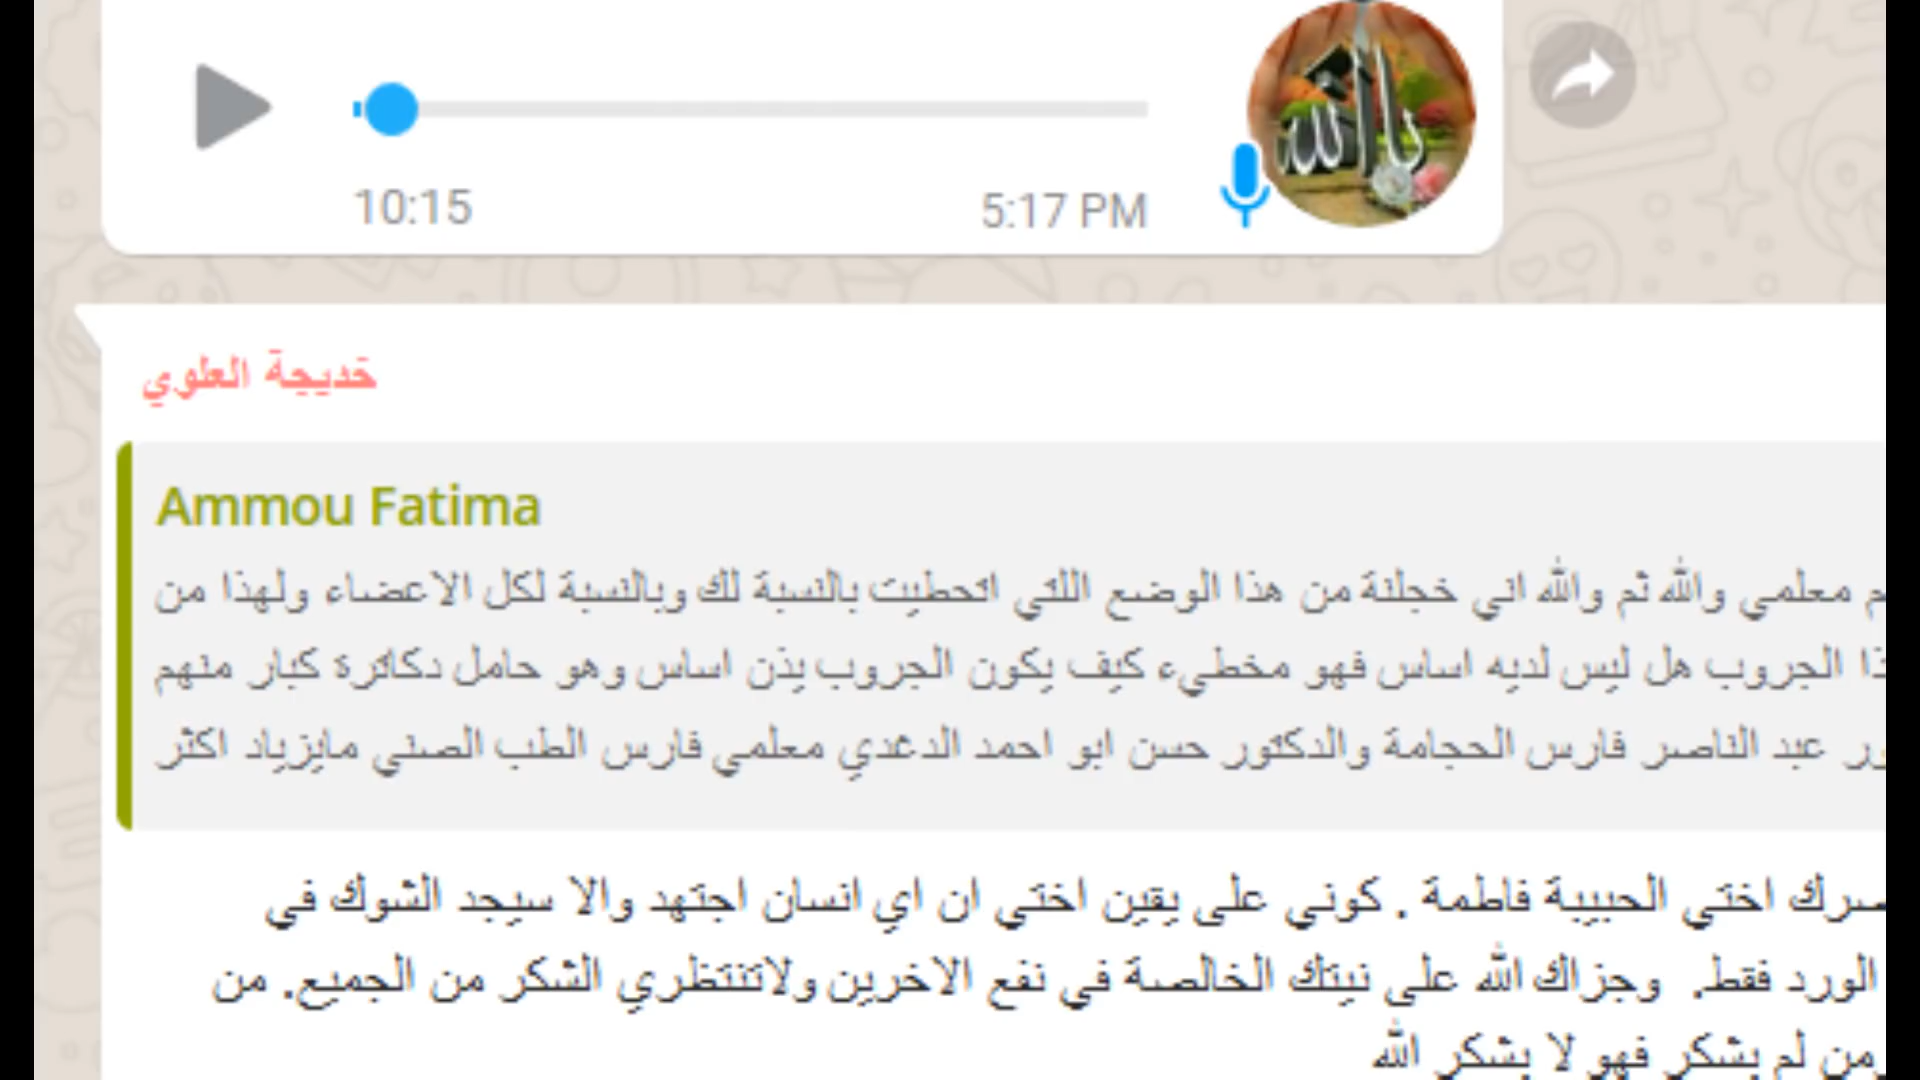 10:15
5:17 PM
خديجة العلوي
Ammou Fatima
معلمي والله ثم والله اني خجلنة من هذا الوضع اللتي اتحطيت بالنسبة لك وبالنسبة لكل الاعضاء ولهذا من
الجروب هل ليس لديه اساس فهو مخطيء كيف يكون الجروب بذن اساس وهو حامل دكاترة كبار منهم
عبد الناصر فارس الحجامة والدكتور حسن ابو احمد الدغدي معلمي فارس الطب الصني مايزياد اكثر
اختي الحبيبة فاطمة . كوني على يقين اختي ان اي انسان اجتهد والا سيجد الشوك في
الورد فقط. وجزاك الله على نيتك الخالصة في نفع الاخرين ولاتنتظري الشكر من الجميع. من
من لم يشكر فهو لا يشكر الله